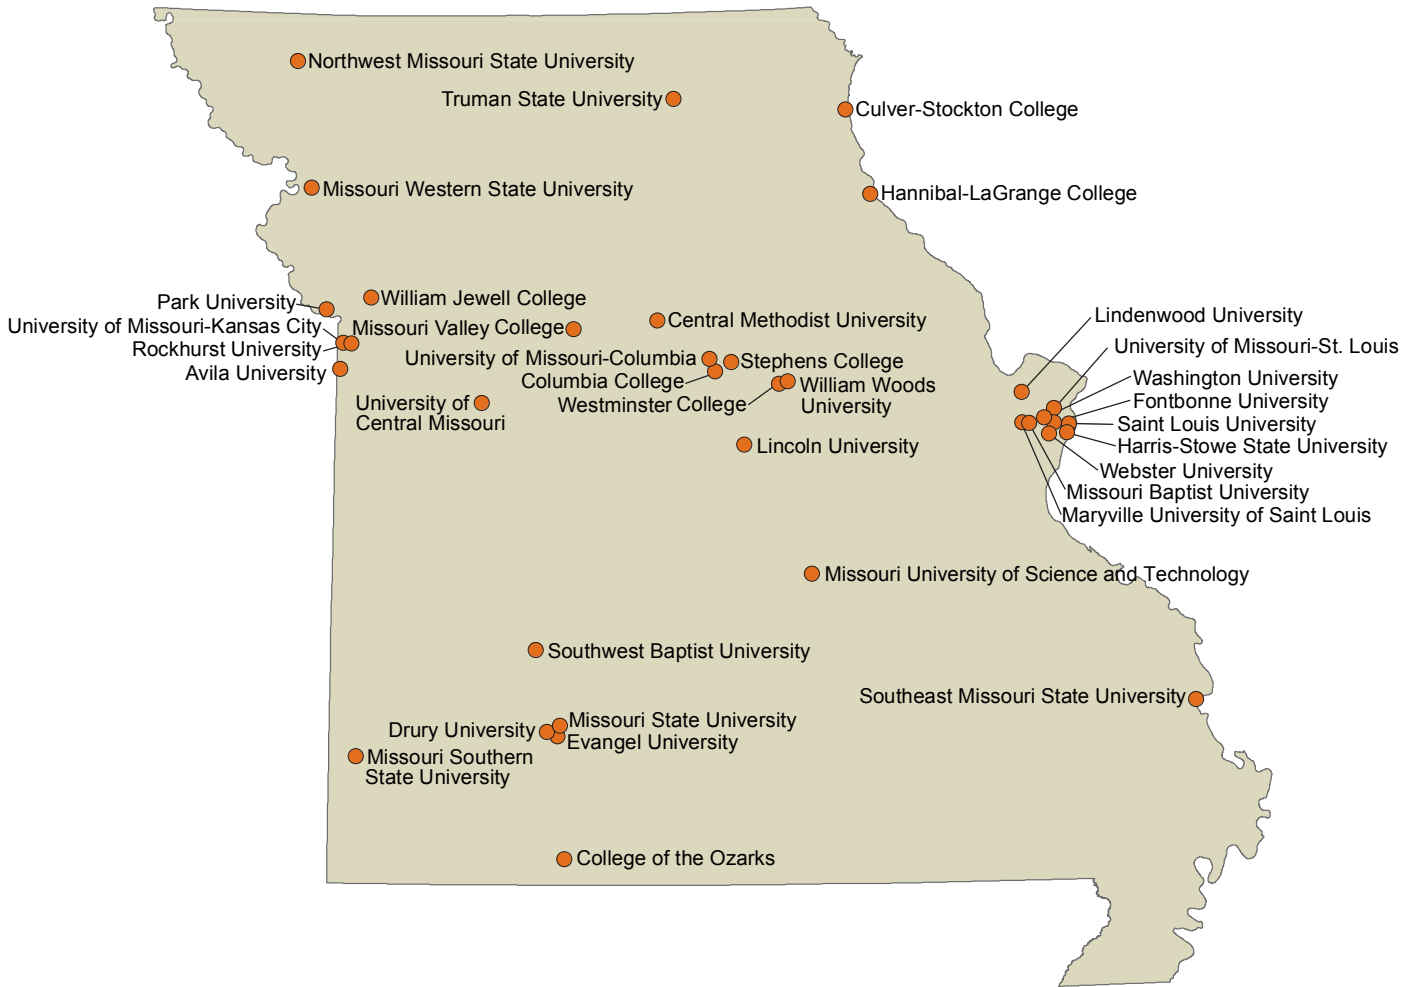 Northwest Missouri State University
Truman State University
Culver-Stockton College
Missouri Western State University
Hannibal-LaGrange College
Park University
William Jewell College
University of Missouri-Kansas City
Missouri Valley College
Central Methodist University
Lindenwood University
Rockhurst University
University of Missouri-Columbia
Stephens College
University of Missouri-St. Louis
Avila University
Columbia College
Washington University
University of
Central Missouri
Westminster College
William Woods
University
Fontbonne University
Saint Louis University
Lincoln University
Harris-Stowe State University
Webster University
Missouri Baptist University
Maryville University of Saint Louis
Missouri University of Science and Technology
Southwest Baptist University
Southeast Missouri State University
Drury University
Missouri State University
Evangel University
Missouri Southern
State University
College of the Ozarks